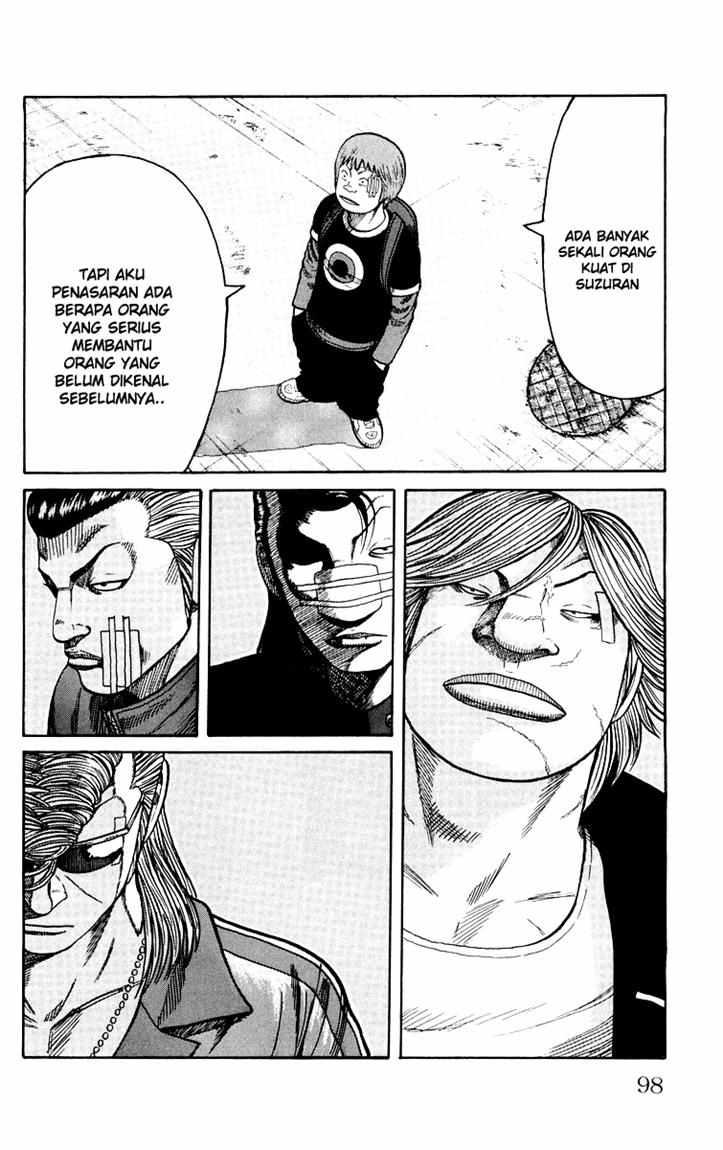 ADA BANYAK
SEKALI ORANG
KUAT DI
SUZURAN
TAPI AKU
PENASARAN ADA
BERAPA ORANG
YANG SERIUS
MEMBANTU
ORANG YANG
BELUM DIKENAL
SEBELUMNYA..
98